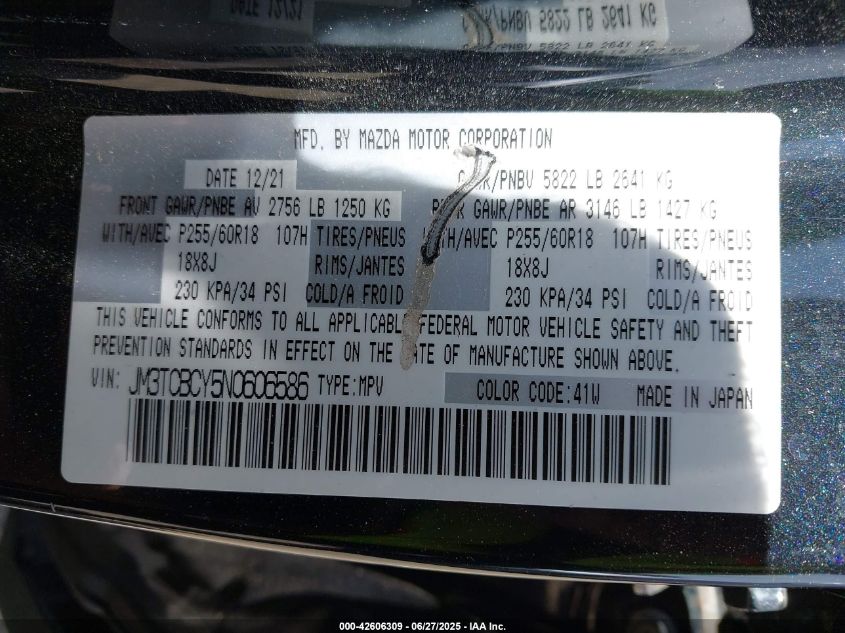 MFD. BY MAZDA MOTOR CORPORATION
DATE 12/21 GVWR/PNBV 5822 LB 2641 KG
FRONT GAWR/PNBE AV 2756 LB 1250 KG REAR GAWR/PNBE AR 3146 LB 1427 KG
WITH/AVEC P255/60R18 107H TIRES/PNEUS WITH/AVEC P255/60R18 107H TIRES/PNEUS
18X8J RIMS/JANTES 18X8J RIMS/JANTES
230 KPA/34 PSI COLD/A FROID 230 KPA/34 PSI COLD/A FROID
THIS VEHICLE CONFORMS TO ALL APPLICABLE FEDERAL MOTOR VEHICLE SAFETY AND THEFT
PREVENTION STANDARDS IN EFFECT ON THE DATE OF MANUFACTURE SHOWN ABOVE.
VIN: JM3TCBCY5N0606586 TYPE:MPV COLOR CODE:41W MADE IN JAPAN
000-42606309 - 06/27/2025 - IAA Inc.